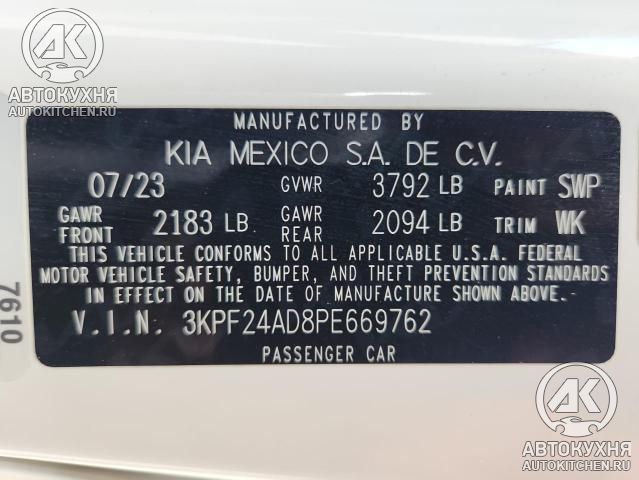 АВТОКУХНЯ
AUTOKITCHEN.RU
MANUFACTURED BY
KIA MEXICO S.A. DE C.V.
07/23 GVWR 3792 LB PAINT SWP
GAWR FRONT 2183 LB GAWR REAR 2094 LB TRIM WK
THIS VEHICLE CONFORMS TO ALL APPLICABLE U.S.A. FEDERAL
MOTOR VEHICLE SAFETY, BUMPER, AND THEFT PREVENTION STANDARDS
IN EFFECT ON THE DATE OF MANUFACTURE SHOWN ABOVE.
V.I.N. 3KPF24AD8PE669762
PASSENGER CAR
7610
АК
АВТОКУХНЯ
AUTOKITCHEN.RU